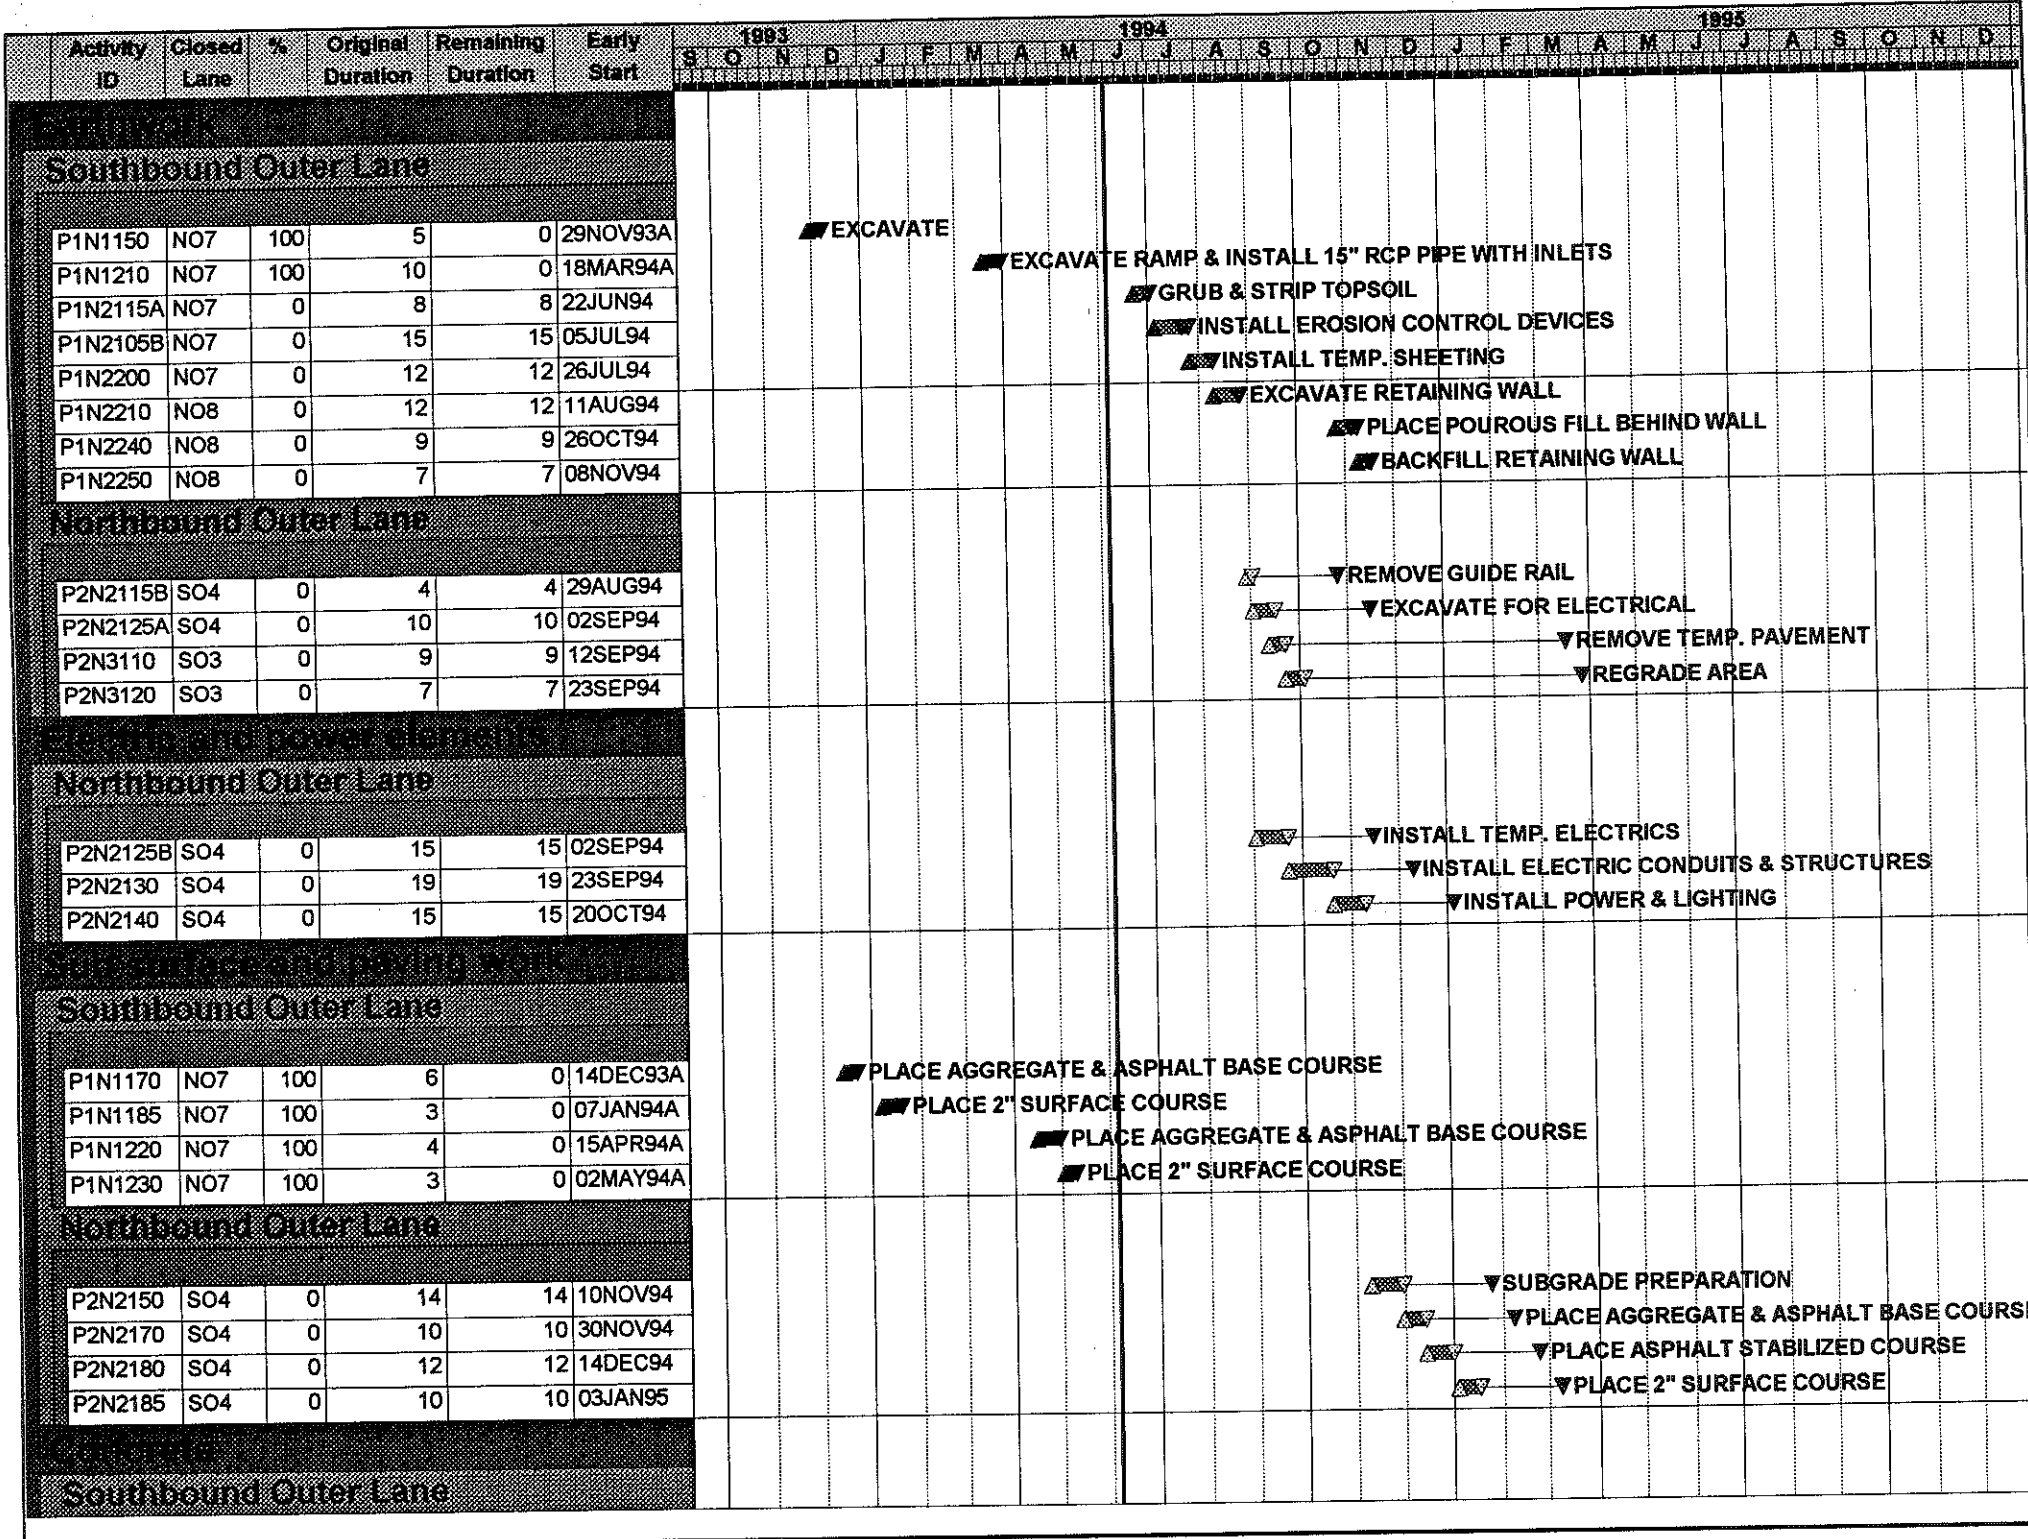 1993 1994 1995
Activity ID Closed Lane % Original Duration Remaining Duration Early Start S O N D J F M A M J J A S O N D J F M A M J J A S O N D
Earthwork
Southbound Outer Lane
P1N1150 NO7 100 5 0 29NOV93A EXCAVATE
P1N1210 NO7 100 10 0 18MAR94A EXCAVATE RAMP & INSTALL 15" RCP PIPE WITH INLETS
P1N2115A NO7 0 8 8 22JUN94 GRUB & STRIP TOPSOIL
P1N2105B NO7 0 15 15 05JUL94 INSTALL EROSION CONTROL DEVICES
P1N2200 NO7 0 12 12 26JUL94 INSTALL TEMP. SHEETING
P1N2210 NO8 0 12 12 11AUG94 EXCAVATE RETAINING WALL
P1N2240 NO8 0 9 9 26OCT94 PLACE POUROUS FILL BEHIND WALL
P1N2250 NO8 0 7 7 08NOV94 BACKFILL RETAINING WALL
Northbound Outer Lane
P2N2115B SO4 0 4 4 29AUG94 REMOVE GUIDE RAIL
P2N2125A SO4 0 10 10 02SEP94 EXCAVATE FOR ELECTRICAL
P2N3110 SO3 0 9 9 12SEP94 REMOVE TEMP. PAVEMENT
P2N3120 SO3 0 7 7 23SEP94 REGRADE AREA
Electric and power elements
Northbound Outer Lane
P2N2125B SO4 0 15 15 02SEP94 INSTALL TEMP. ELECTRICS
P2N2130 SO4 0 19 19 23SEP94 INSTALL ELECTRIC CONDUITS & STRUCTURES
P2N2140 SO4 0 15 15 20OCT94 INSTALL POWER & LIGHTING
surface and paving work
Southbound Outer Lane
P1N1170 NO7 100 6 0 14DEC93A PLACE AGGREGATE & ASPHALT BASE COURSE
P1N1185 NO7 100 3 0 07JAN94A PLACE 2" SURFACE COURSE
P1N1220 NO7 100 4 0 15APR94A PLACE AGGREGATE & ASPHALT BASE COURSE
P1N1230 NO7 100 3 0 02MAY94A PLACE 2" SURFACE COURSE
Northbound Outer Lane
P2N2150 SO4 0 14 14 10NOV94 SUBGRADE PREPARATION
P2N2170 SO4 0 10 10 30NOV94 PLACE AGGREGATE & ASPHALT BASE COURSE
P2N2180 SO4 0 12 12 14DEC94 PLACE ASPHALT STABILIZED COURSE
P2N2185 SO4 0 10 10 03JAN95 PLACE 2" SURFACE COURSE
Concrete
Southbound Outer Lane